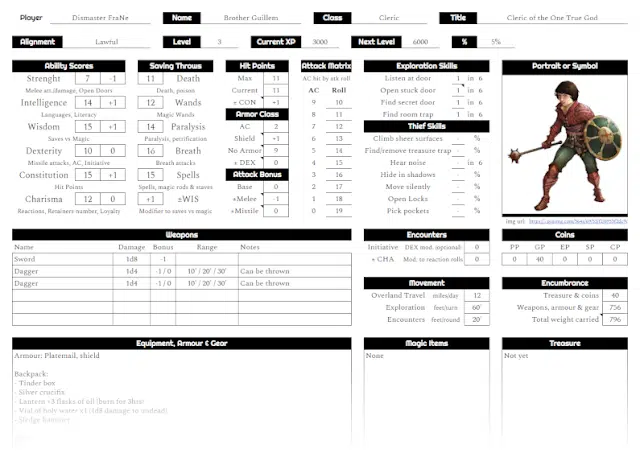 Player Dismaster FraNe Name Brother Guillem Class Cleric Title Cleric of the One True God
Alignment Lawful Level 3 Current XP 3000 Next Level 6000 % 5%
Ability Scores Saving Throws Hit Points Attack Matrix Exploration Skills Portrait or Symbol
Strenght 7 -1 11 Death Max 11 AC hit by atk roll Listen at door 1 in 6
Melee att.damage, Open Doors Death, poison Current 11 AC Roll Open stuck door 1 in 6
Intelligence 14 +1 12 Wands ± CON +1 9 10 Find secret door 1 in 6
Languages, Literacy Magic Wands Armor Class 8 11 Find room trap 1 in 6
Wisdom 15 +1 14 Paralysis AC 2 7 12 Thief Skills
Saves vs Magic Paralysis, petrification Shield +1 6 13 Climb sheer surfaces - %
Dexterity 10 0 16 Breath No Armor 9 5 14 Find/remove treasure trap - %
Missile attacks, AC, Initiative Breath attacks ± DEX 0 4 15 Hear noise - in 6
Constitution 15 +1 15 Spells Attack Bonus 3 16 Hide in shadows - %
Hit Points Spells, magic rods & staves Base 0 2 17 Move silently - %
Charisma 12 0 +1 ±WIS ±Melee -1 1 18 Open Locks - %
Reactions, Retainers number, Loyalty Modifier to saves vs magic ±Missile 0 0 19 Pick pockets - %
Img url:
Weapons Encounters Coins
Name Damage Bonus Range Notes Initiative DEX mod. (optional) 0 PP GP EP SP CP
Sword 1d8 -1 ± CHA Mod. to reaction rolls 0 0 40 0 0 0
Dagger 1d4 -1 / 0 10' / 20' / 30' Can be thrown
Dagger 1d4 -1 / 0 10' / 20' / 30' Can be thrown
Movement Encumbrance
Overland Travel miles/day 12 Treasure & coins 40
Exploration feet/turn 60' Weapons, armour & gear 756
Encounters feet/round 20' Total weight carried 796
Equipment, Armour & Gear Magic Items Treasure
Armour: Platemail, shield None Not yet
Backpack:
- Tinder box
- Silver crucifix
- Lantern +3 flasks of oil (burn for 3hrs)
- Vial of holy water x1 (1d8 damage to undead)
- Sledge hammer